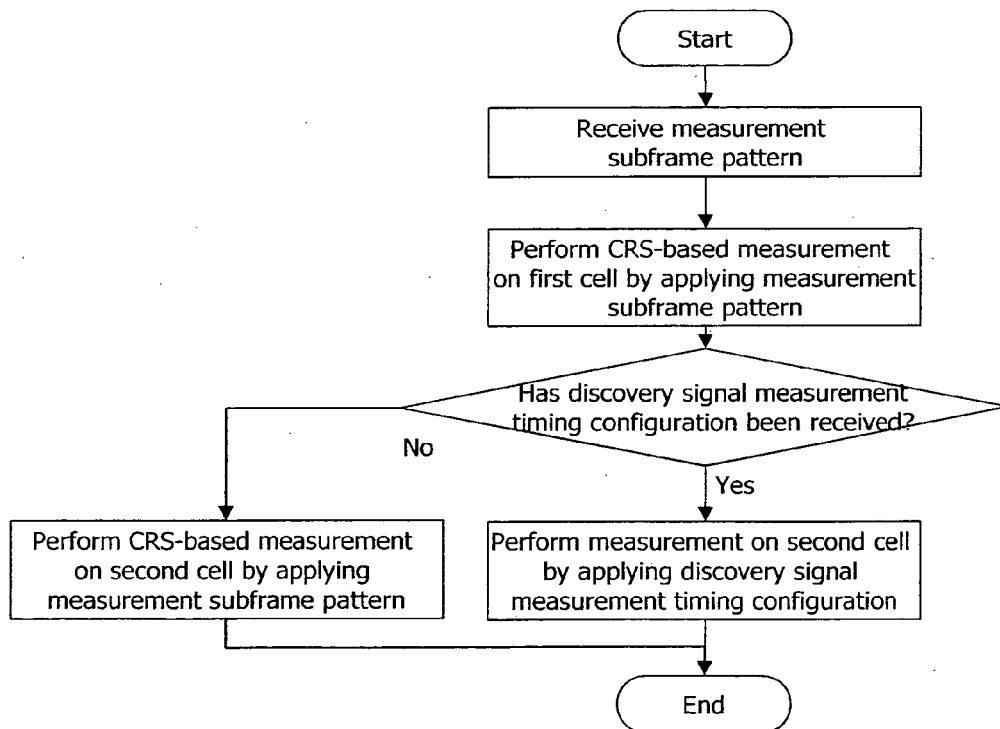 Start
Receive measurement
subframe pattern
Perform CRS-based measurement
on first cell by applying measurement
subframe pattern
Has discovery signal measurement
timing configuration been received?
No
Yes
Perform CRS-based measurement
on second cell by applying
measurement subframe pattern
Perform measurement on second cell
by applying discovery signal
measurement timing configuration
End